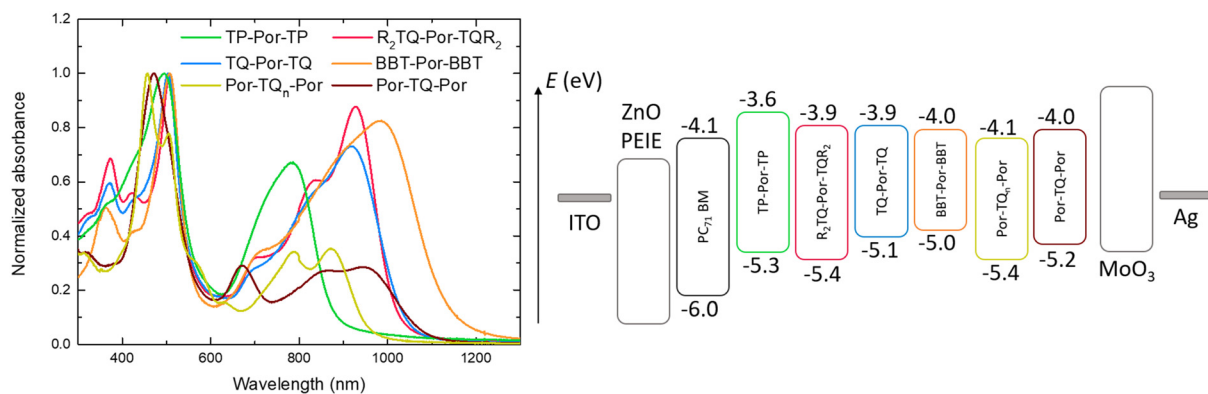 1.2
1.0
0.8
0.6
0.4
0.2
0.0
Normalized absorbance
TP-Por-TP
R₂TQ-Por-TQR₂
TQ-Por-TQ
BBT-Por-BBT
Por-TQₙ-Por
Por-TQ-Por
400
600
800
1000
1200
Wavelength (nm)
E (eV)
ITO
ZnO
PEIE
-4.1
PC₇₁ BM
-6.0
-3.6
TP-Por-TP
-5.3
-3.9
R₂TQ-Por-TQR₂
-5.4
-3.9
TQ-Por-TQ
-5.1
-4.0
BBT-Por-BBT
-5.0
-4.1
Por-TQₙ-Por
-5.4
-4.0
Por-TQ-Por
-5.2
MoO₃
Ag